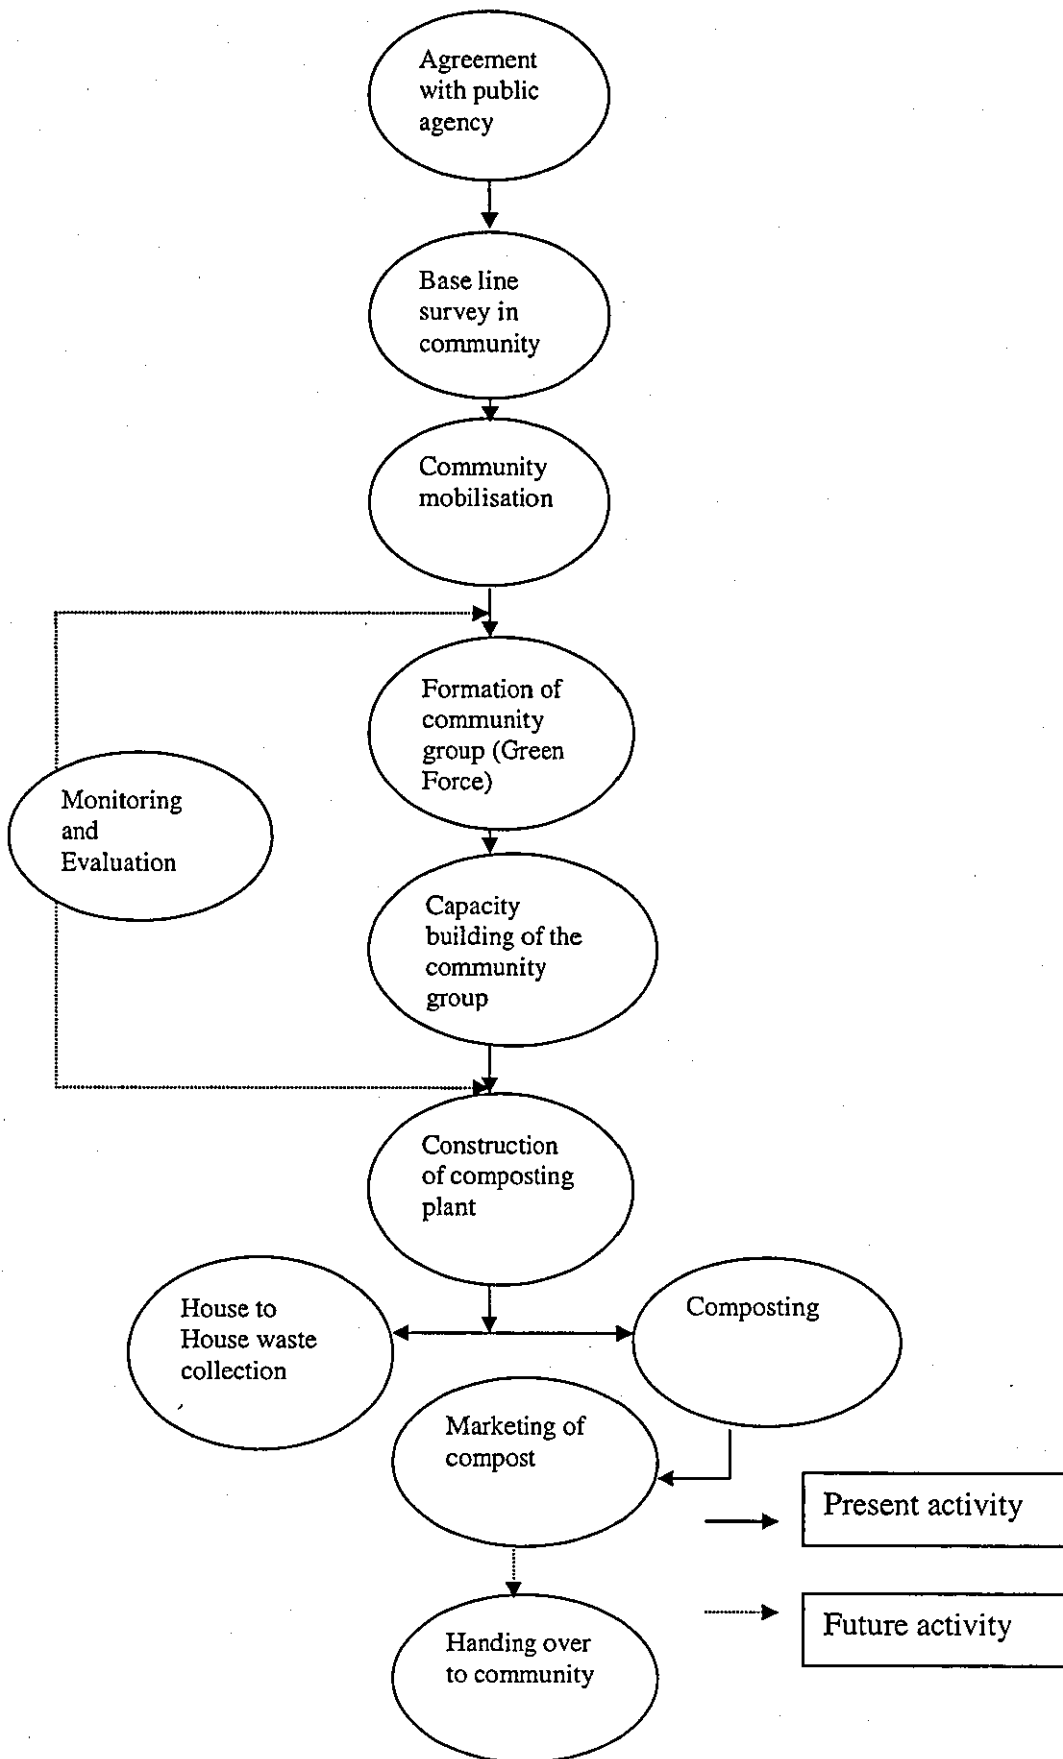 Agreement
with public
agency
Base line
survey in
community
Community
mobilisation
Formation of
community
group (Green
Force)
Monitoring
and
Evaluation
Capacity
building of the
community
group
Construction
of composting
plant
House to
House waste
collection
Composting
Marketing of
compost
Present activity
Future activity
Handing over
to community